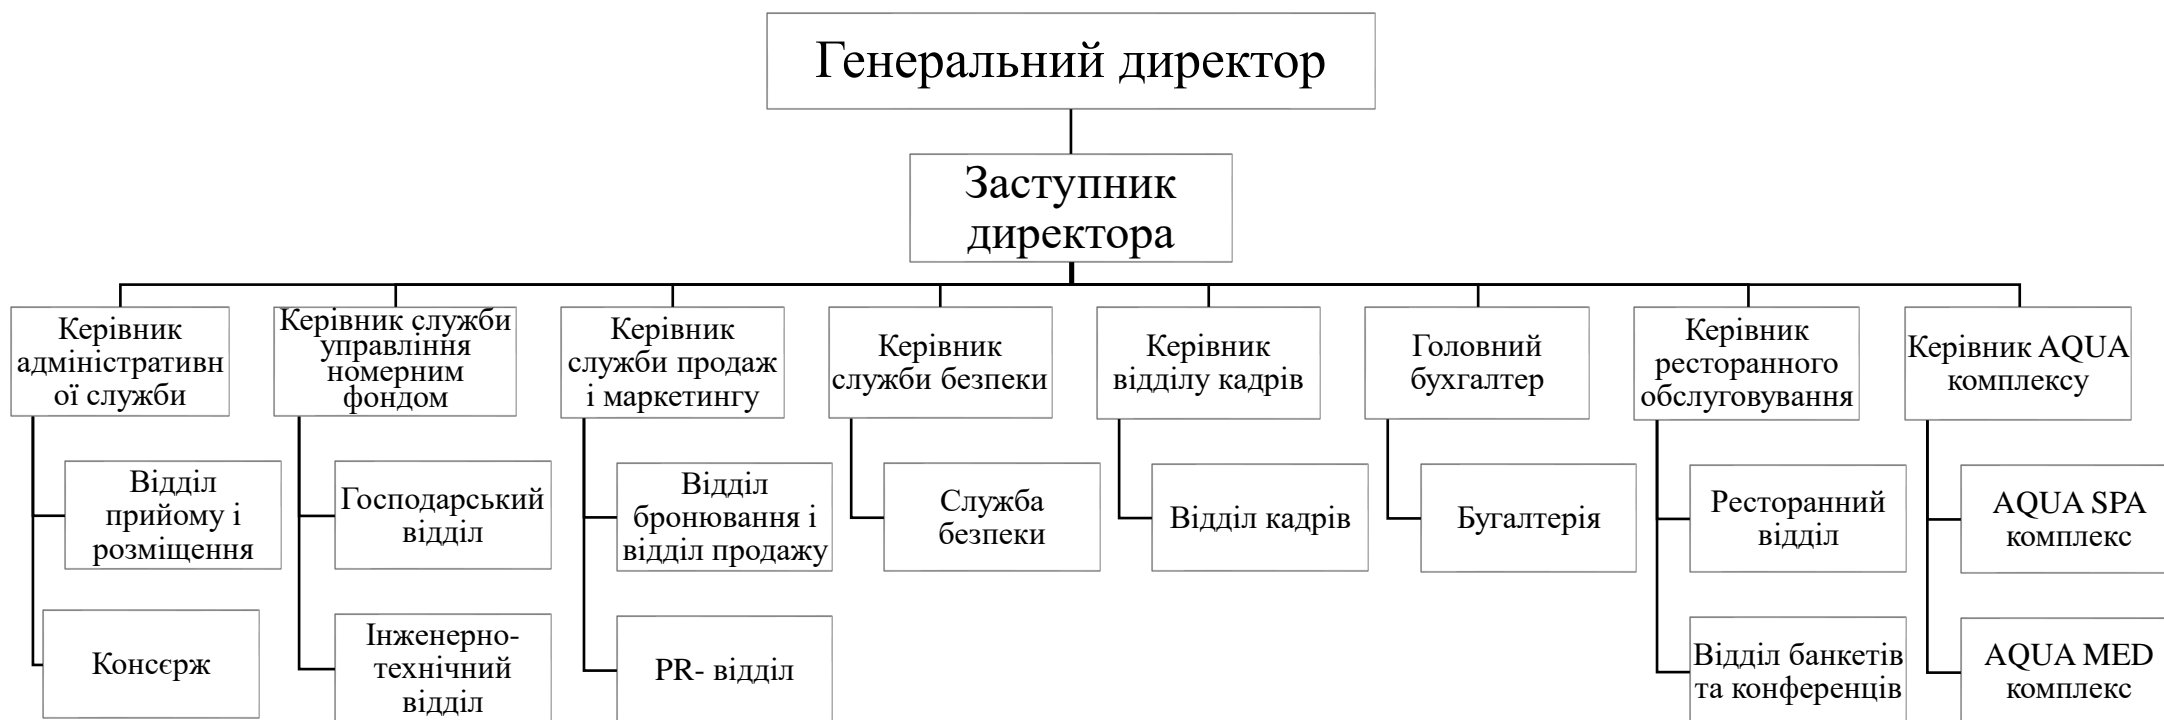 Генеральний директор
Заступник
директора
Керівник
адміністративн
ої служби
Керівник служби
управління
номерним
фондом
Керівник
служби продаж
і маркетингу
Керівник
служби безпеки
Керівник
відділу кадрів
Головний
бухгалтер
Керівник
ресторанного
обслуговування
Керівник AQUA
комплексу
Відділ
прийому і
розміщення
Господарський
відділ
Відділ
бронювання і
відділ продажу
Служба
безпеки
Відділ кадрів
Бугалтерія
Ресторанний
відділ
AQUA SPA
комплекс
Консєрж
Інженерно-
технічний
відділ
PR- відділ
Відділ банкетів
та конференців
AQUA MED
комплекс